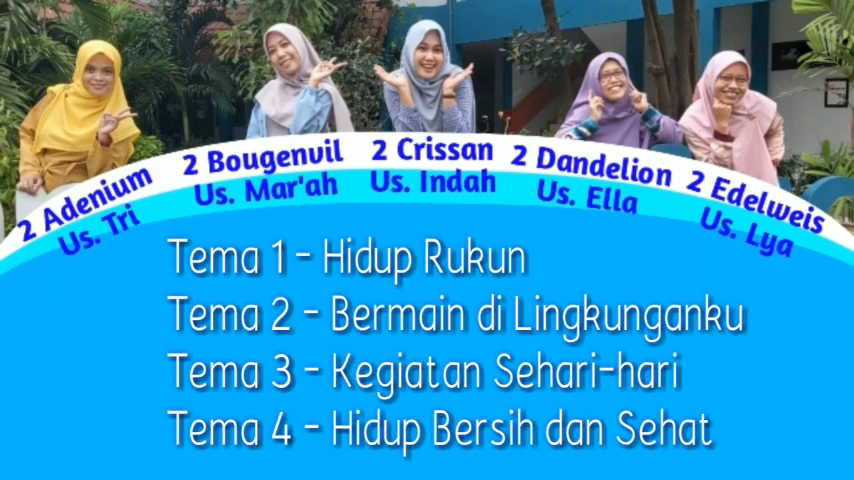 2 Adenium
Us. Tri
2 Bougenvil
Us. Mar'ah
2 Crissan
Us. Indah
2 Dandelion
Us. Ella
2 Edelweis
Us. Lya
Tema 1 - Hidup Rukun
Tema 2 - Bermain di Lingkunganku
Tema 3 - Kegiatan Sehari-hari
Tema 4 - Hidup Bersih dan Sehat